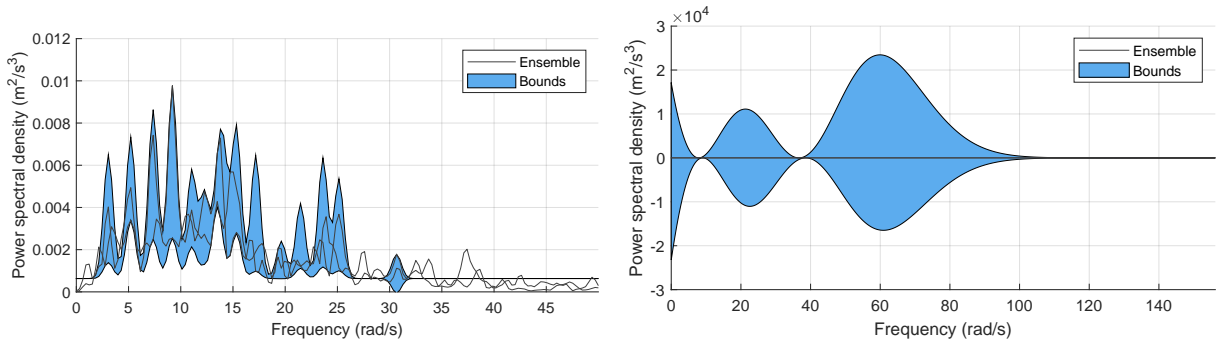 Power spectral density (m²/s³)
0.012
0.01
0.008
0.006
0.004
0.002
0
Ensemble
Bounds
0 5 10 15 20 25 30 35 40 45
Frequency (rad/s)
Power spectral density (m²/s³)
×10⁴
3
2
1
0
-1
-2
-3
Ensemble
Bounds
0 20 40 60 80 100 120 140
Frequency (rad/s)